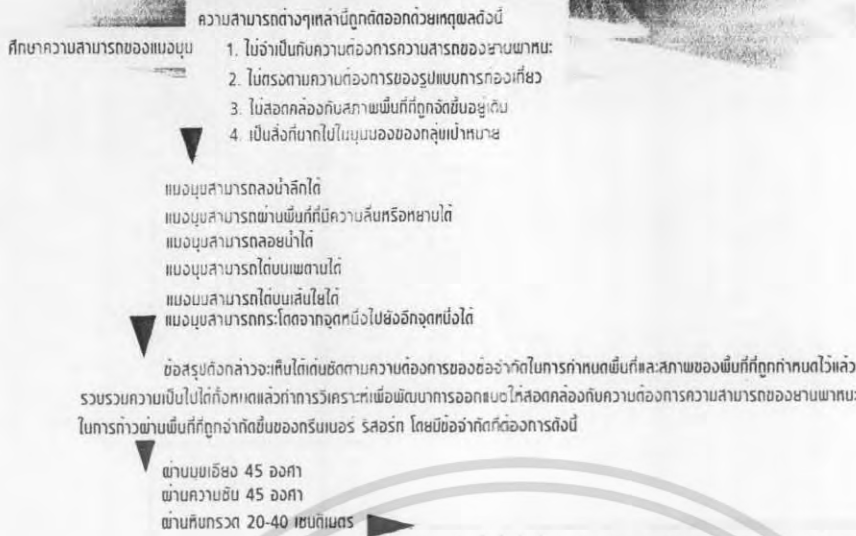 ความสามารถต่างๆเหล่านี้ถูกตัดออกด้วยเหตุผลดังนี้
ศึกษาความสามารถของแมงมุม
1. ไม่จำเป็นกับความต้องการความสารถของยานพาหนะ
2. ไม่ตรงตามความต้องการของรูปแบบการท่องเที่ยว
3. ไม่สอดคล้องกับสภาพพื้นที่ที่ถูกจัดขึ้นอยู่เดิม
4. เป็นสิ่งที่ยากไปในมุมมองของกลุ่มเป้าหมาย
แมงมุมสามารถลงน้ำลึกได้
แมงมุมสามารถผ่านพื้นที่ที่มีความลื่นหรือหยาบได้
แมงมุมสามารถลอยน้ำได้
แมงมุมสามารถไต่บนเพดานได้
แมงมุมสามารถไต่บนเส้นใยได้
แมงมุมสามารถกระโดดจากจุดหนึ่งไปยังอีกจุดหนึ่งได้
ข้อสรุปดังกล่าวจะเห็นได้เด่นชัดตามความต้องการของข้อจำกัดในการกำหนดพื้นที่และสภาพของพื้นที่ที่ถูกกำหนดไว้แล้ว
รวบรวมความเป็นไปได้ทั้งหมดแล้วทำการวิเคราะห์เพื่อพัฒนาการออกแบบให้สอดคล้องกับความต้องการความสามารถของยานพาหนะ
ในการก้าวผ่านพื้นที่ที่ถูกจำกัดขึ้นของกรีนเนอร์ รีสอร์ท โดยมีข้อจำกัดที่ต้องการดังนี้
ผ่านมุมเอียง 45 องศา
ผ่านความชัน 45 องศา
ผ่านหินกรวด 20-40 เซนติเมตร